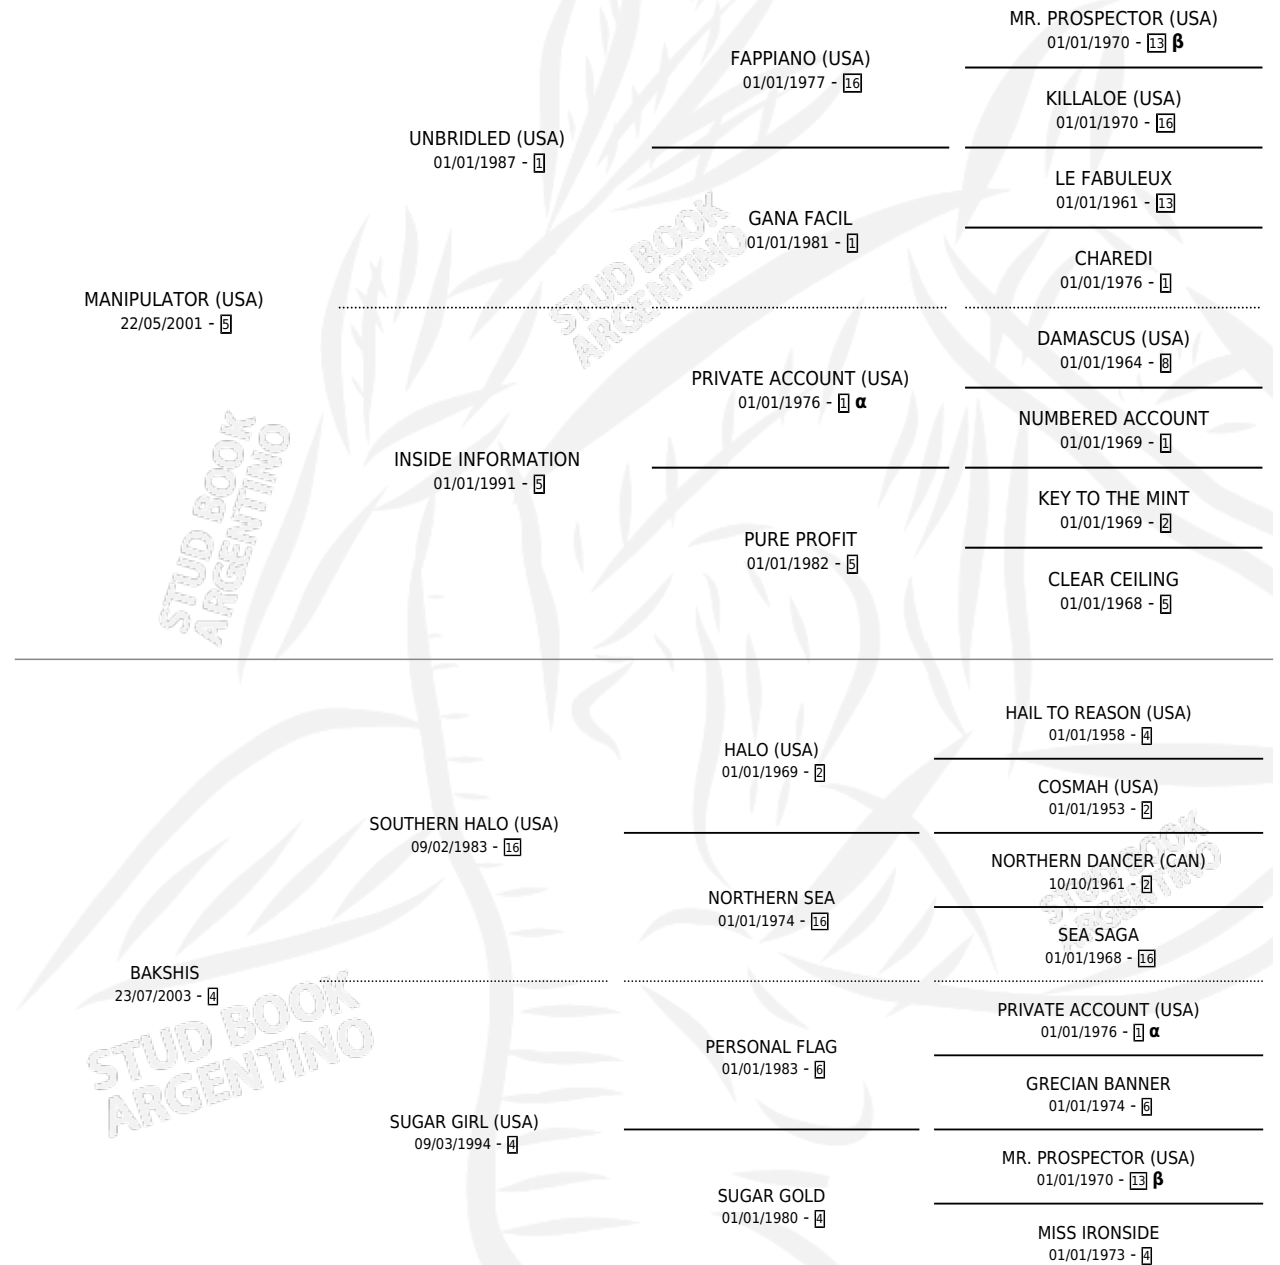 MR. PROSPECTOR (USA)
01/01/1970 - 13 β
FAPPIANO (USA)
01/01/1977 - 16
KILLALOE (USA)
01/01/1970 - 16
UNBRIDLED (USA)
01/01/1987 - 1
LE FABULEUX
01/01/1961 - 13
GANA FACIL
01/01/1981 - 1
CHAREDI
01/01/1976 - 1
MANIPULATOR (USA)
22/05/2001 - 5
DAMASCUS (USA)
01/01/1964 - 8
PRIVATE ACCOUNT (USA)
01/01/1976 - 1 α
NUMBERED ACCOUNT
01/01/1969 - 1
INSIDE INFORMATION
01/01/1991 - 5
KEY TO THE MINT
01/01/1969 - 2
PURE PROFIT
01/01/1982 - 5
CLEAR CEILING
01/01/1968 - 5
HAIL TO REASON (USA)
01/01/1958 - 4
HALO (USA)
01/01/1969 - 2
COSMAH (USA)
01/01/1953 - 2
SOUTHERN HALO (USA)
09/02/1983 - 16
NORTHERN DANCER (CAN)
10/10/1961 - 2
NORTHERN SEA
01/01/1974 - 16
SEA SAGA
01/01/1968 - 16
BAKSHIS
23/07/2003 - 4
PRIVATE ACCOUNT (USA)
01/01/1976 - 1 α
PERSONAL FLAG
01/01/1983 - 6
GRECIAN BANNER
01/01/1974 - 6
SUGAR GIRL (USA)
09/03/1994 - 4
MR. PROSPECTOR (USA)
01/01/1970 - 13 β
SUGAR GOLD
01/01/1980 - 4
MISS IRONSIDE
01/01/1973 - 4
STUD BOOK
ARGENTINO
STUD BOOK
ARGENTINO
STUD BOOK
ARGENTINO
STUD BOOK
ARGENTINO